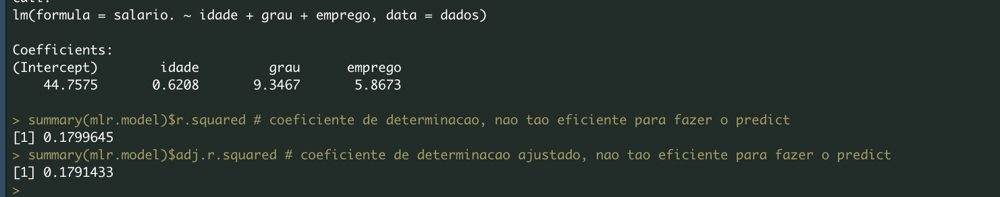 Call:
lm(formula = salario. ~ idade + grau + emprego, data = dados)
Coefficients:
(Intercept) idade grau emprego
44.7575 0.6208 9.3467 5.8673
> summary(mlr.model)$r.squared # coeficiente de determinacao, nao tao eficiente para fazer o predict
[1] 0.1799645
> summary(mlr.model)$adj.r.squared # coeficiente de determinacao ajustado, nao tao eficiente para fazer o predict
[1] 0.1791433
>